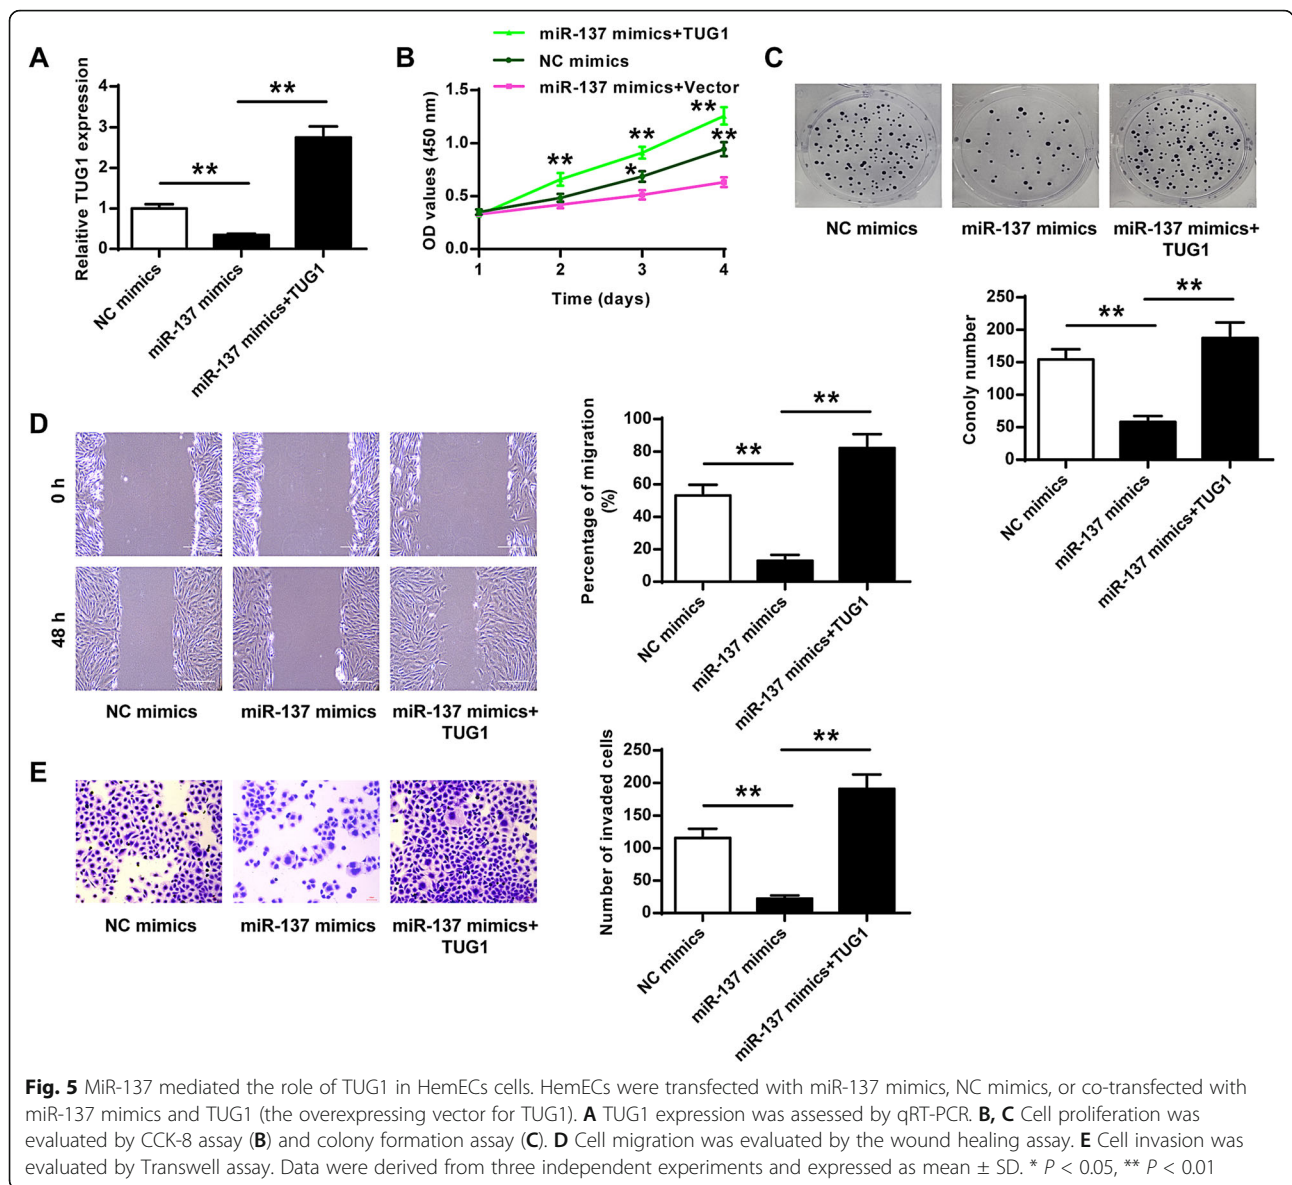 A
Relaitive TUG1 expression
4
3
2
1
0
**
**
NC mimics
miR-137 mimics
miR-137 mimics+TUG1
B
miR-137 mimics+TUG1
NC mimics
miR-137 mimics+Vector
OD values (450 nm)
1.5
1.0
0.5
0.0
**
**
**
*
**
1 2 3 4
Time (days)
C
NC mimics
miR-137 mimics
miR-137 mimics+
TUG1
Conoly number
250
200
150
100
50
0
**
**
NC mimics
miR-137 mimics
miR-137 mimics+TUG1
D
0 h
48 h
NC mimics
miR-137 mimics
miR-137 mimics+
TUG1
Percentage of migration
(%)
100
80
60
40
20
0
**
**
NC mimics
miR-137 mimics
miR-137 mimics+TUG1
E
NC mimics
miR-137 mimics
miR-137 mimics+
TUG1
Number of invaded cells
250
200
150
100
50
0
**
**
NC mimics
miR-137 mimics
miR-137 mimics+TUG1
Fig. 5 MiR-137 mediated the role of TUG1 in HemECs cells. HemECs were transfected with miR-137 mimics, NC mimics, or co-transfected with
miR-137 mimics and TUG1 (the overexpressing vector for TUG1). A TUG1 expression was assessed by qRT-PCR. B, C Cell proliferation was
evaluated by CCK-8 assay (B) and colony formation assay (C). D Cell migration was evaluated by the wound healing assay. E Cell invasion was
evaluated by Transwell assay. Data were derived from three independent experiments and expressed as mean ± SD. * P < 0.05, ** P < 0.01